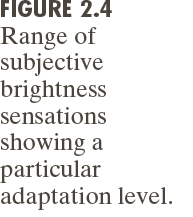 FIGURE 2.4
Range of
subjective
brightness
sensations
showing a
particular
adaptation level.